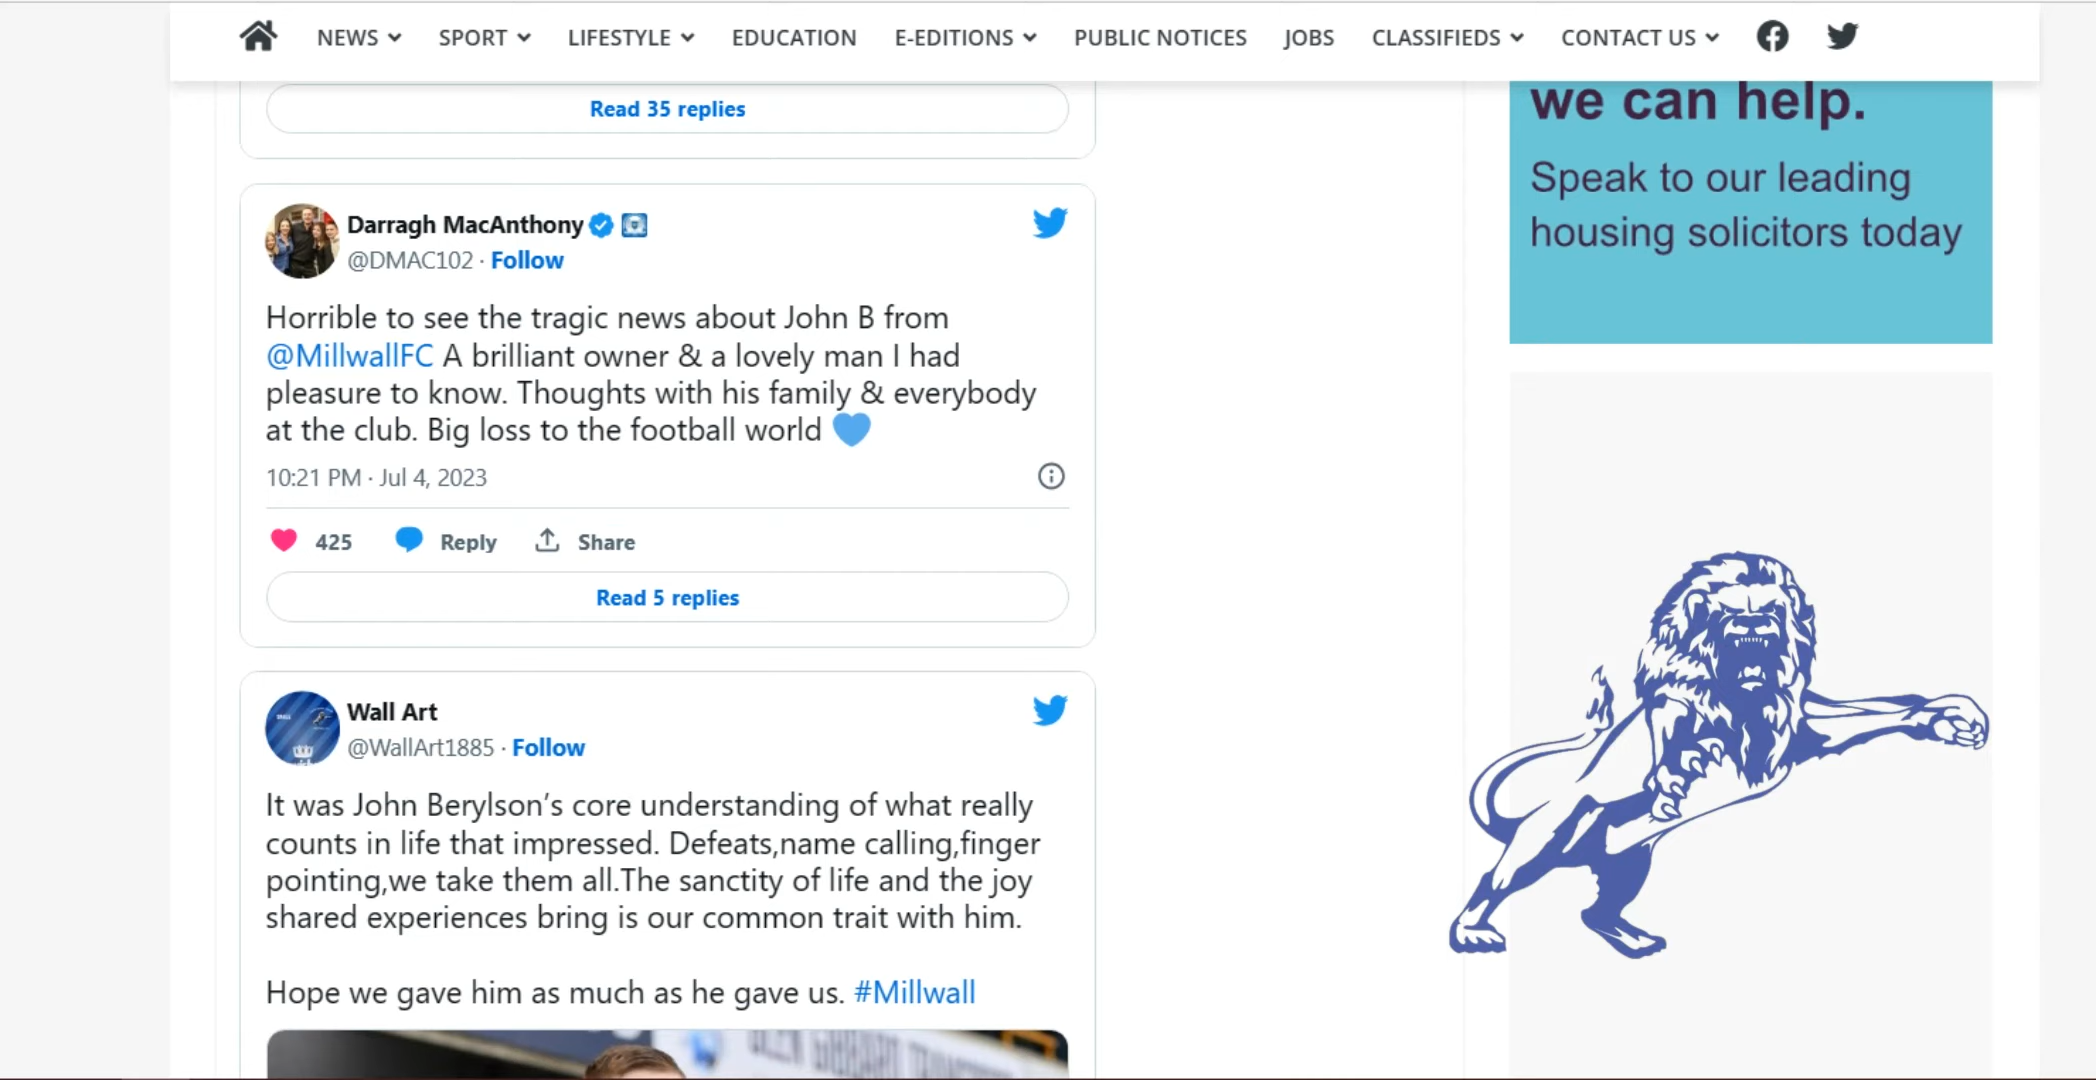 NEWS SPORT LIFESTYLE EDUCATION E-EDITIONS PUBLIC NOTICES JOBS CLASSIFIEDS CONTACT US
Read 35 replies
Darragh MacAnthony
@DMAC102 · Follow
Horrible to see the tragic news about John B from
@MillwallFC A brilliant owner & a lovely man I had
pleasure to know. Thoughts with his family & everybody
at the club. Big loss to the football world
10:21 PM · Jul 4, 2023
425 Reply Share
Read 5 replies
Wall Art
@WallArt1885 · Follow
It was John Berylson’s core understanding of what really
counts in life that impressed. Defeats,name calling,finger
pointing,we take them all.The sanctity of life and the joy
shared experiences bring is our common trait with him.
Hope we gave him as much as he gave us. #Millwall
we can help.
Speak to our leading
housing solicitors today